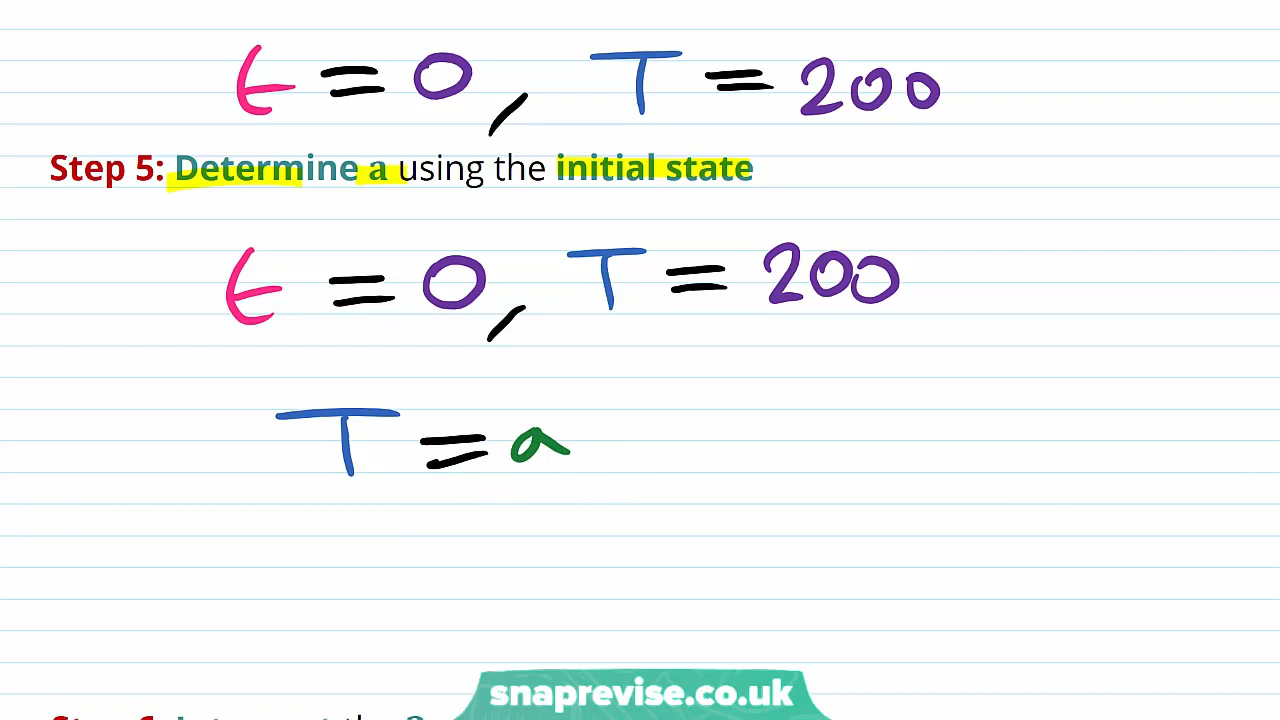 t = 0, T = 200
Step 5: Determine a using the initial state
t = 0, T = 200
T = a
snaprevise.co.uk